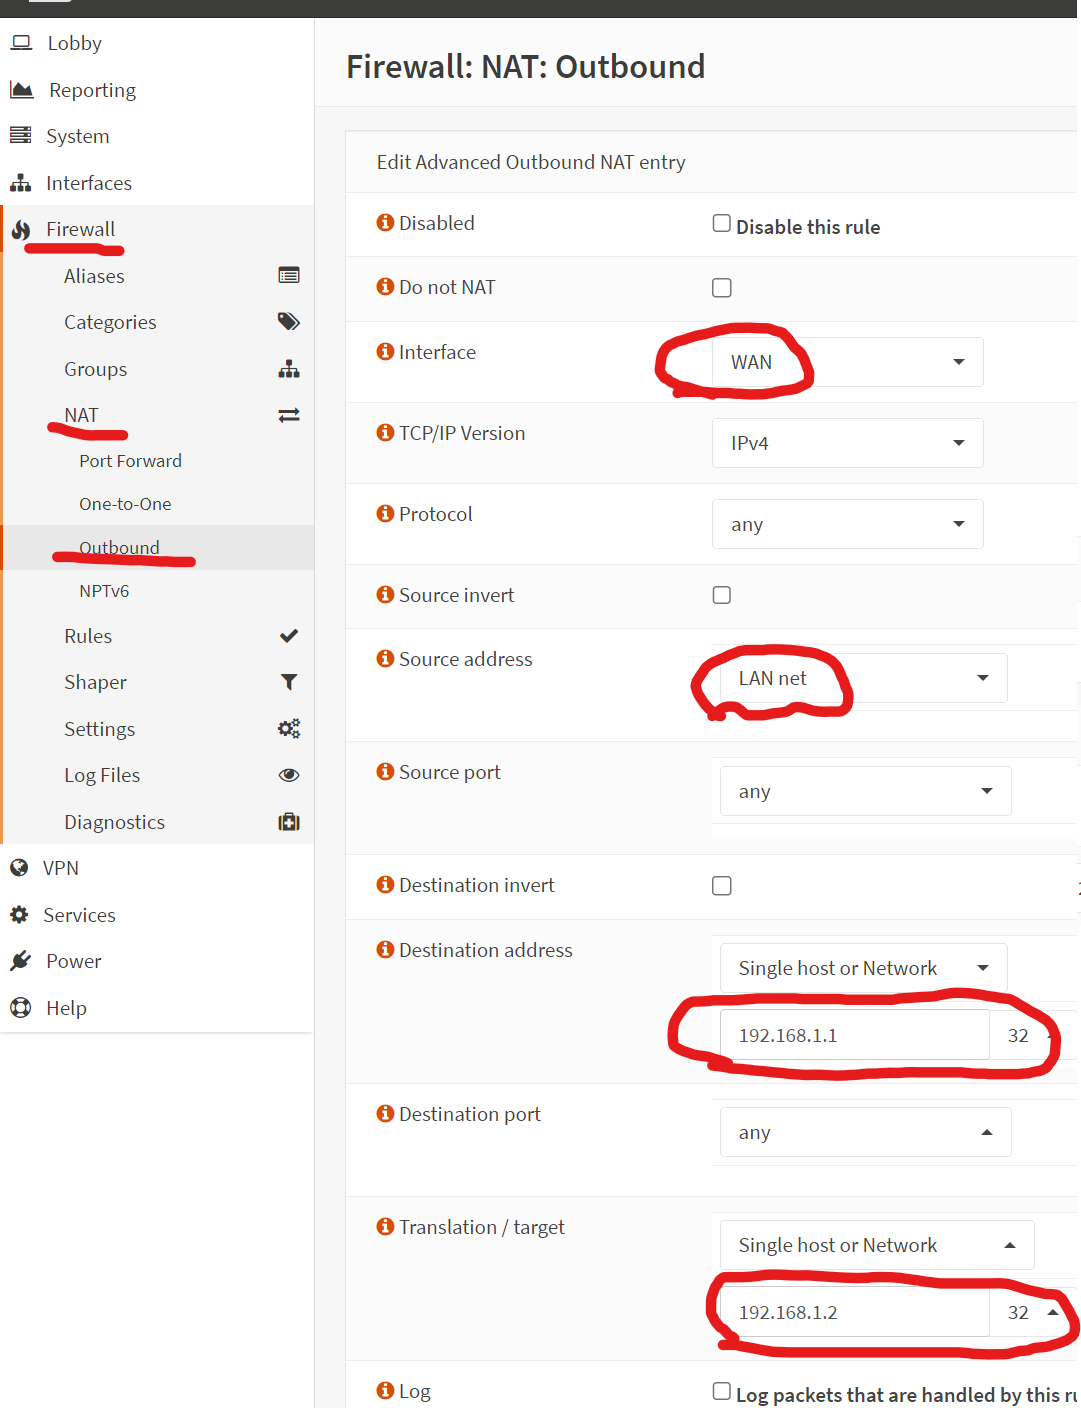 Lobby
Reporting
System
Interfaces
Firewall
Aliases
Categories
Groups
NAT
Port Forward
One-to-One
Outbound
NPTv6
Rules
Shaper
Settings
Log Files
Diagnostics
VPN
Services
Power
Help
Firewall: NAT: Outbound
Edit Advanced Outbound NAT entry
Disabled
Disable this rule
Do not NAT
Interface
WAN
TCP/IP Version
IPv4
Protocol
any
Source invert
Source address
LAN net
Source port
any
Destination invert
Destination address
Single host or Network
192.168.1.1 32
Destination port
any
Translation / target
Single host or Network
192.168.1.2 32
Log
Log packets that are handled by this